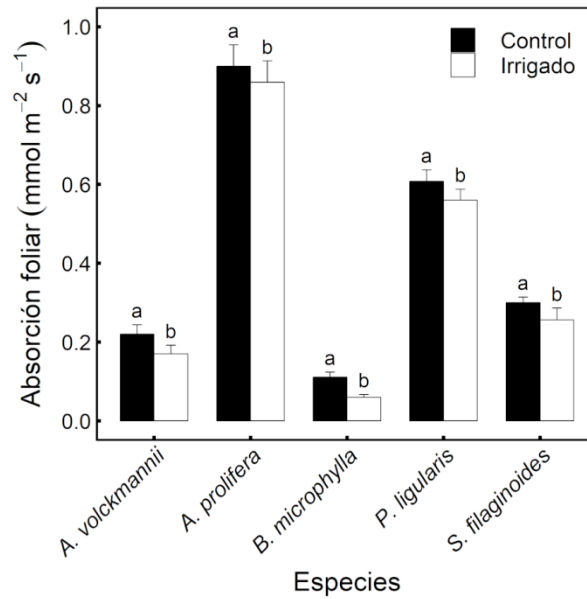 Absorción foliar (mmol m⁻² s⁻¹)
1.0
0.8
0.6
0.4
0.2
0.0
Control
Irrigado
a b
a b
a b
a b
a b
A. volckmannii
A. prolifera
B. microphylla
P. ligularis
S. filaginoides
Especies